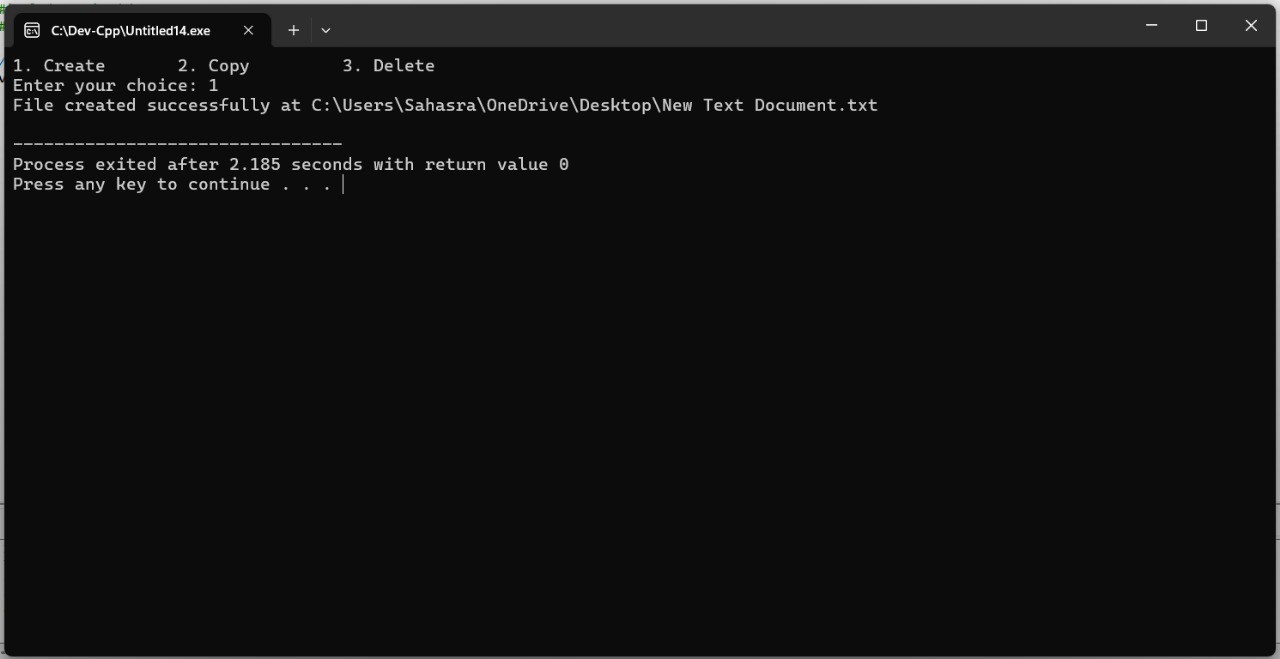 C:\Dev-Cpp\Untitled14.exe
1. Create       2. Copy         3. Delete
Enter your choice: 1
File created successfully at C:\Users\Sahasra\OneDrive\Desktop\New Text Document.txt
--------------------------------
Process exited after 2.185 seconds with return value 0
Press any key to continue . . .